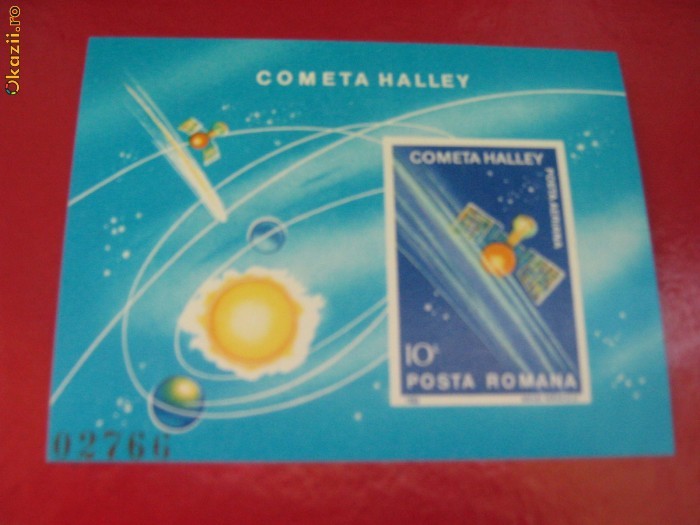 Okazii.ro
COMETA HALLEY
COMETA HALLEY
POSTA AERIANA
10L
POSTA ROMANA
02766